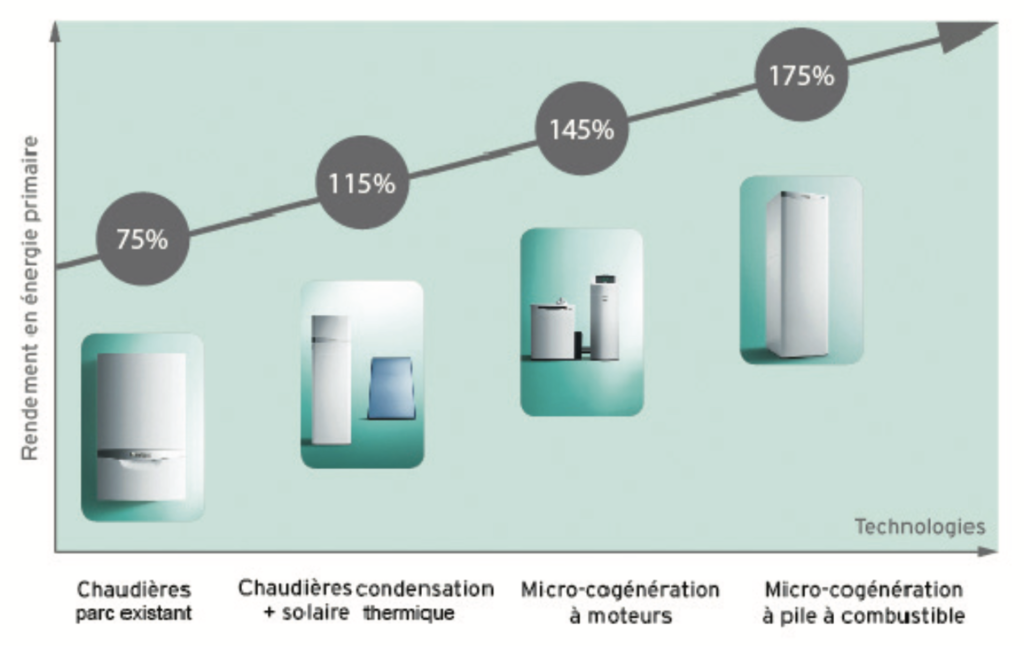 175%
145%
115%
75%
Rendement en énergie primaire
Technologies
Chaudières
parc existant
Chaudières condensation
+ solaire thermique
Micro-cogénération
à moteurs
Micro-cogénération
à pile à combustible